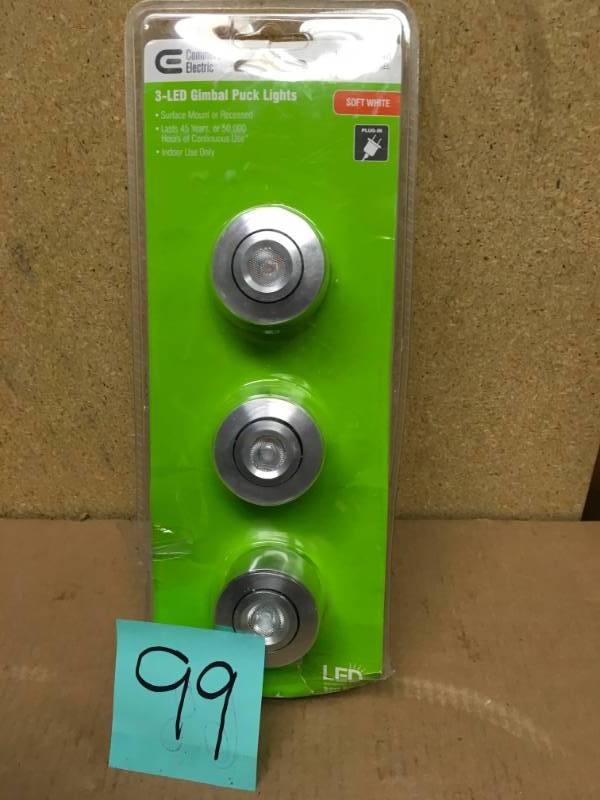 Electric
3-LED Gimbal Puck Lights
SOFT WHITE
• Surface Mount or Recessed
• Lasts 45 Years, or 50,000
Hours of Continuous Use*
• Indoor Use Only
PLUG-IN
LED
99